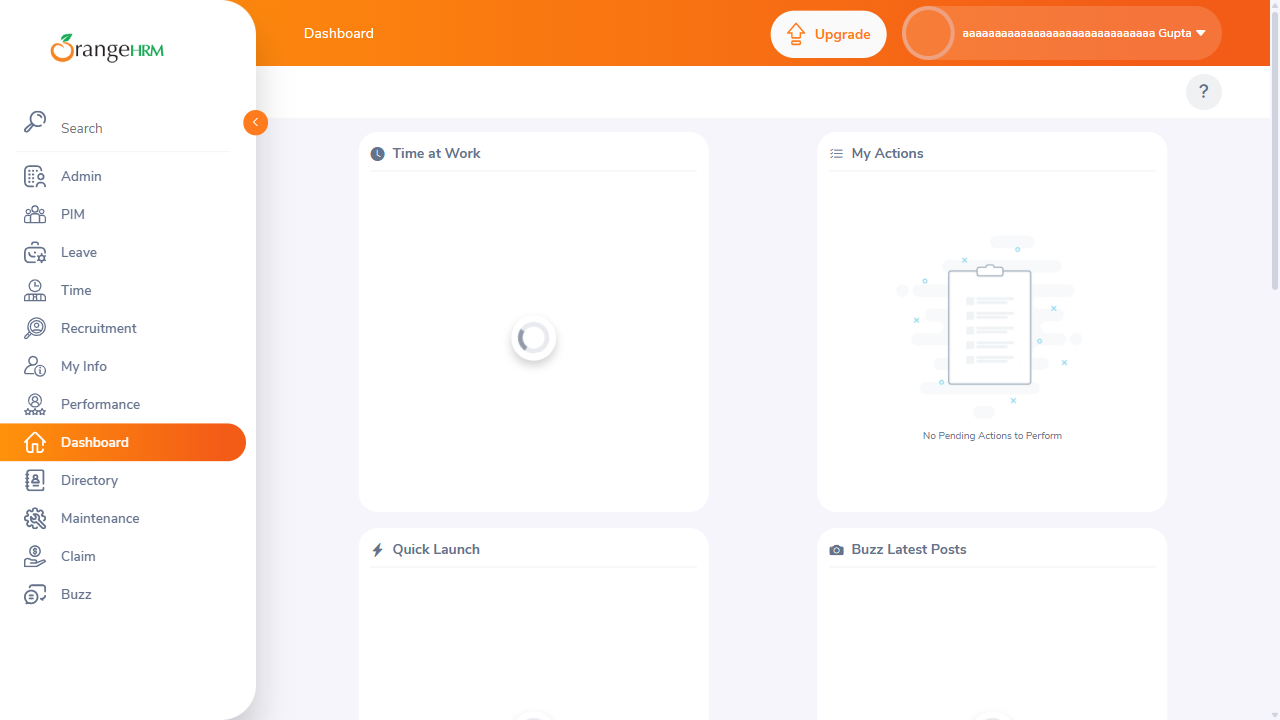 OrangeHRM
Dashboard
Upgrade
aaaaaaaaaaaaaaaaaaaaaaaaaaaaaa Gupta
?
Search
Admin
PIM
Leave
Time
Recruitment
My Info
Performance
Dashboard
Directory
Maintenance
Claim
Buzz
Time at Work
My Actions
No Pending Actions to Perform
Quick Launch
Buzz Latest Posts